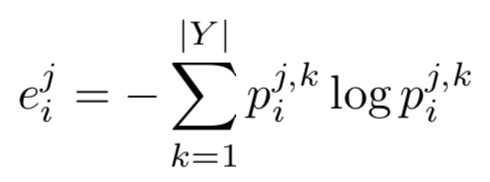 e_i^j = - \sum_{k=1}^{|Y|} p_i^{j,k} \log p_i^{j,k}